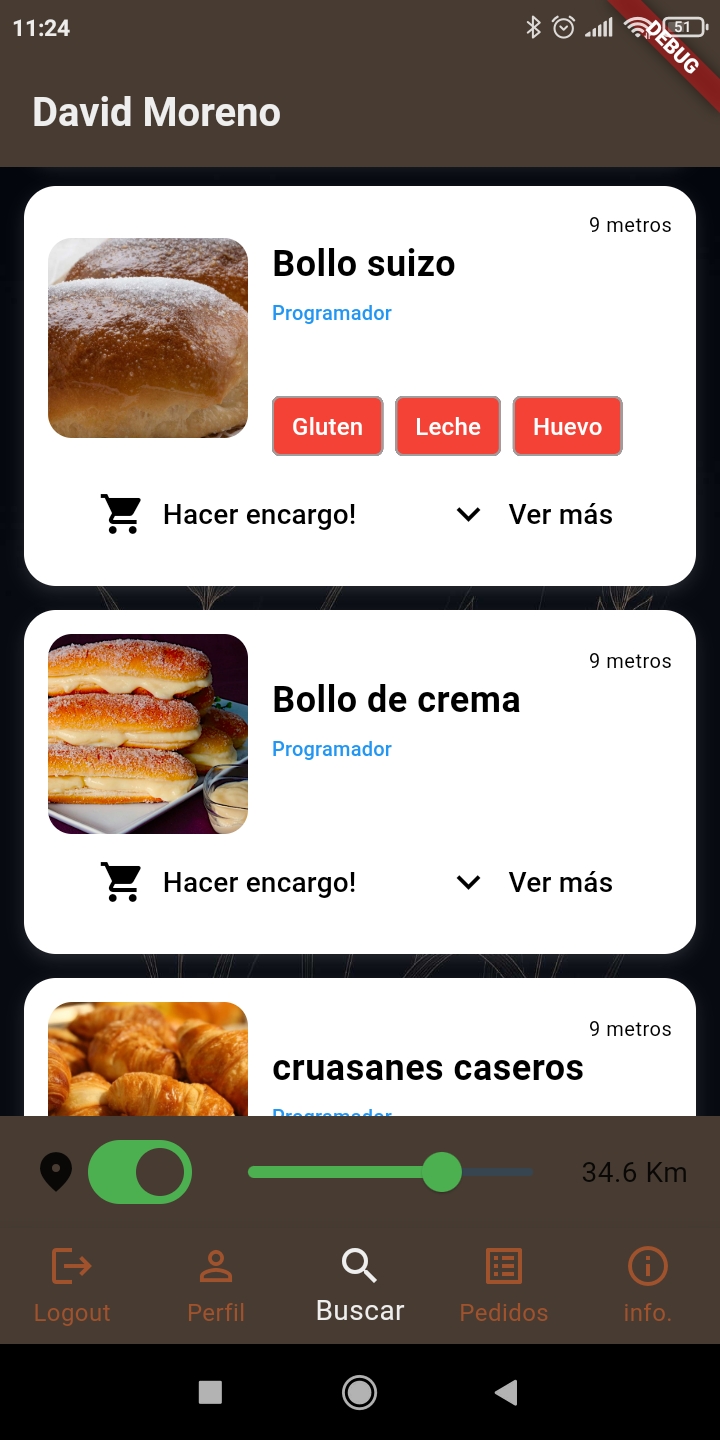 11:24
51
DEBUG
David Moreno
9 metros
Bollo suizo
Programador
Gluten Leche Huevo
Hacer encargo! Ver más
9 metros
Bollo de crema
Programador
Hacer encargo! Ver más
9 metros
cruasanes caseros
Programador
34.6 Km
Logout Perfil Buscar Pedidos info.